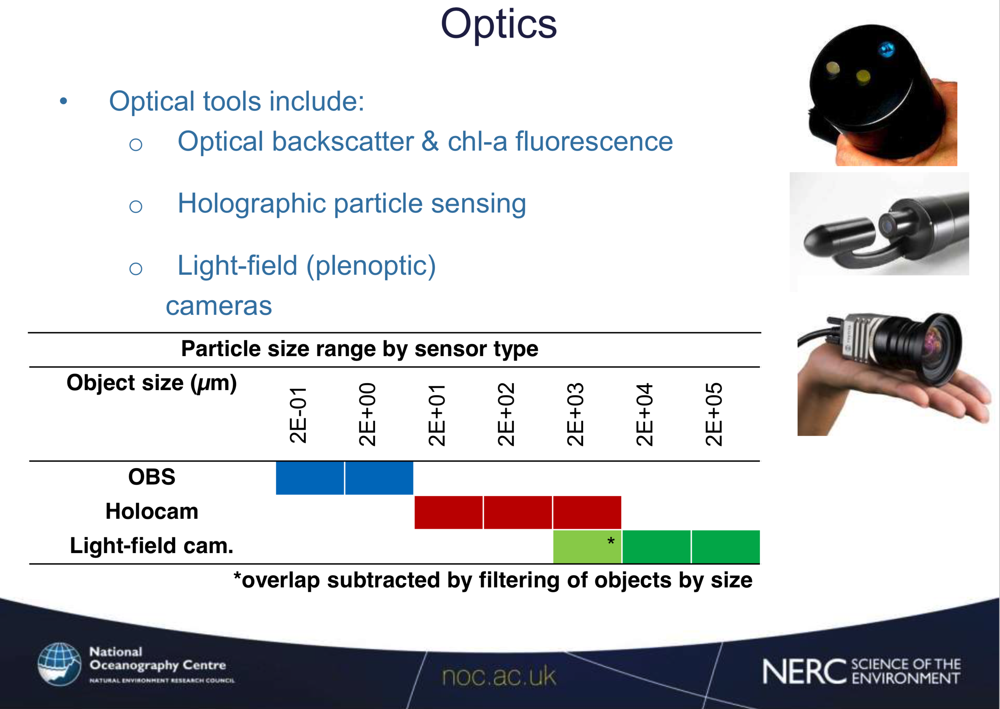 Optics
• Optical tools include:
o Optical backscatter & chl-a fluorescence
o Holographic particle sensing
o Light-field (plenoptic)
cameras
Particle size range by sensor type
Object size (µm) 2E-01 2E+00 2E+01 2E+02 2E+03 2E+04 2E+05
OBS
Holocam
Light-field cam. *
*overlap subtracted by filtering of objects by size
National
Oceanography Centre
NATURAL ENVIRONMENT RESEARCH COUNCIL
noc.ac.uk
NERC SCIENCE OF THE
ENVIRONMENT